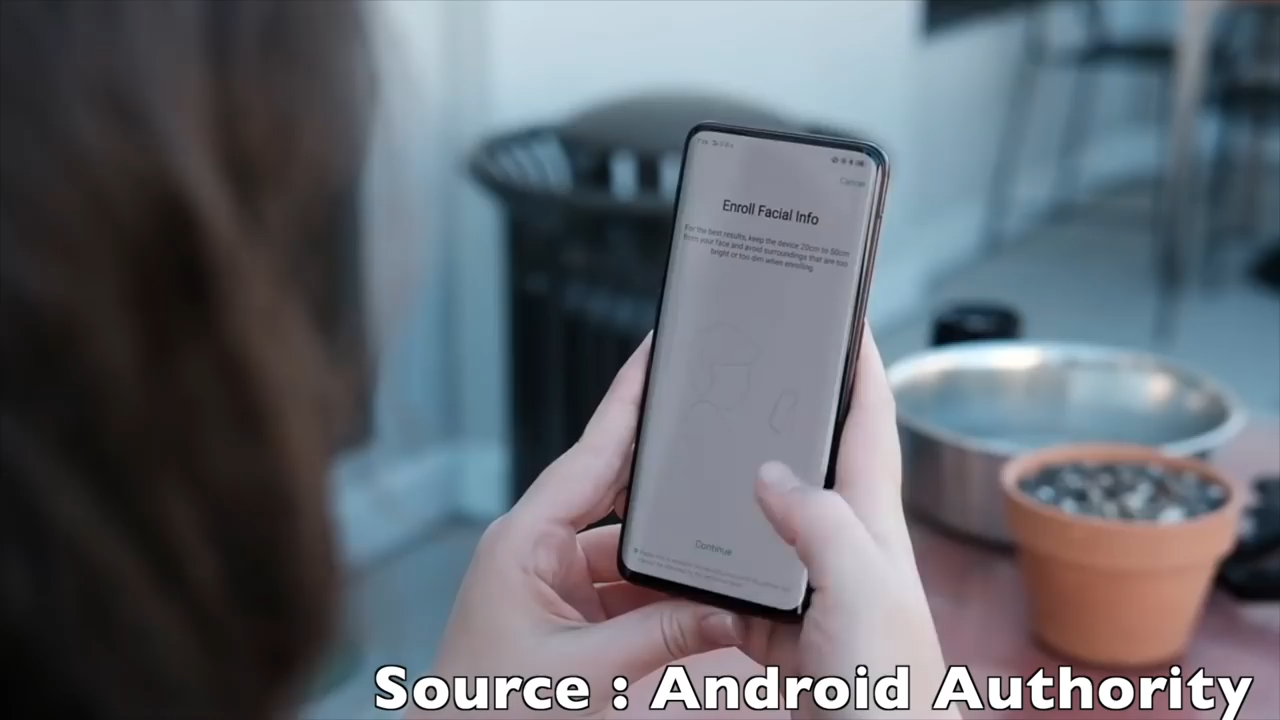 Cancel
Enroll Facial Info
For the best results, keep the device 20cm to 50cm
from your face and avoid surroundings that are too
bright or too dim when enrolling.
Continue
Source : Android Authority